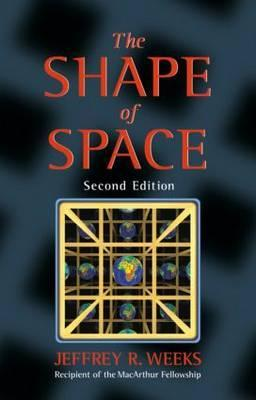 The
SHAPE
of
SPACE
Second Edition
JEFFREY R. WEEKS
Recipient of the MacArthur Fellowship